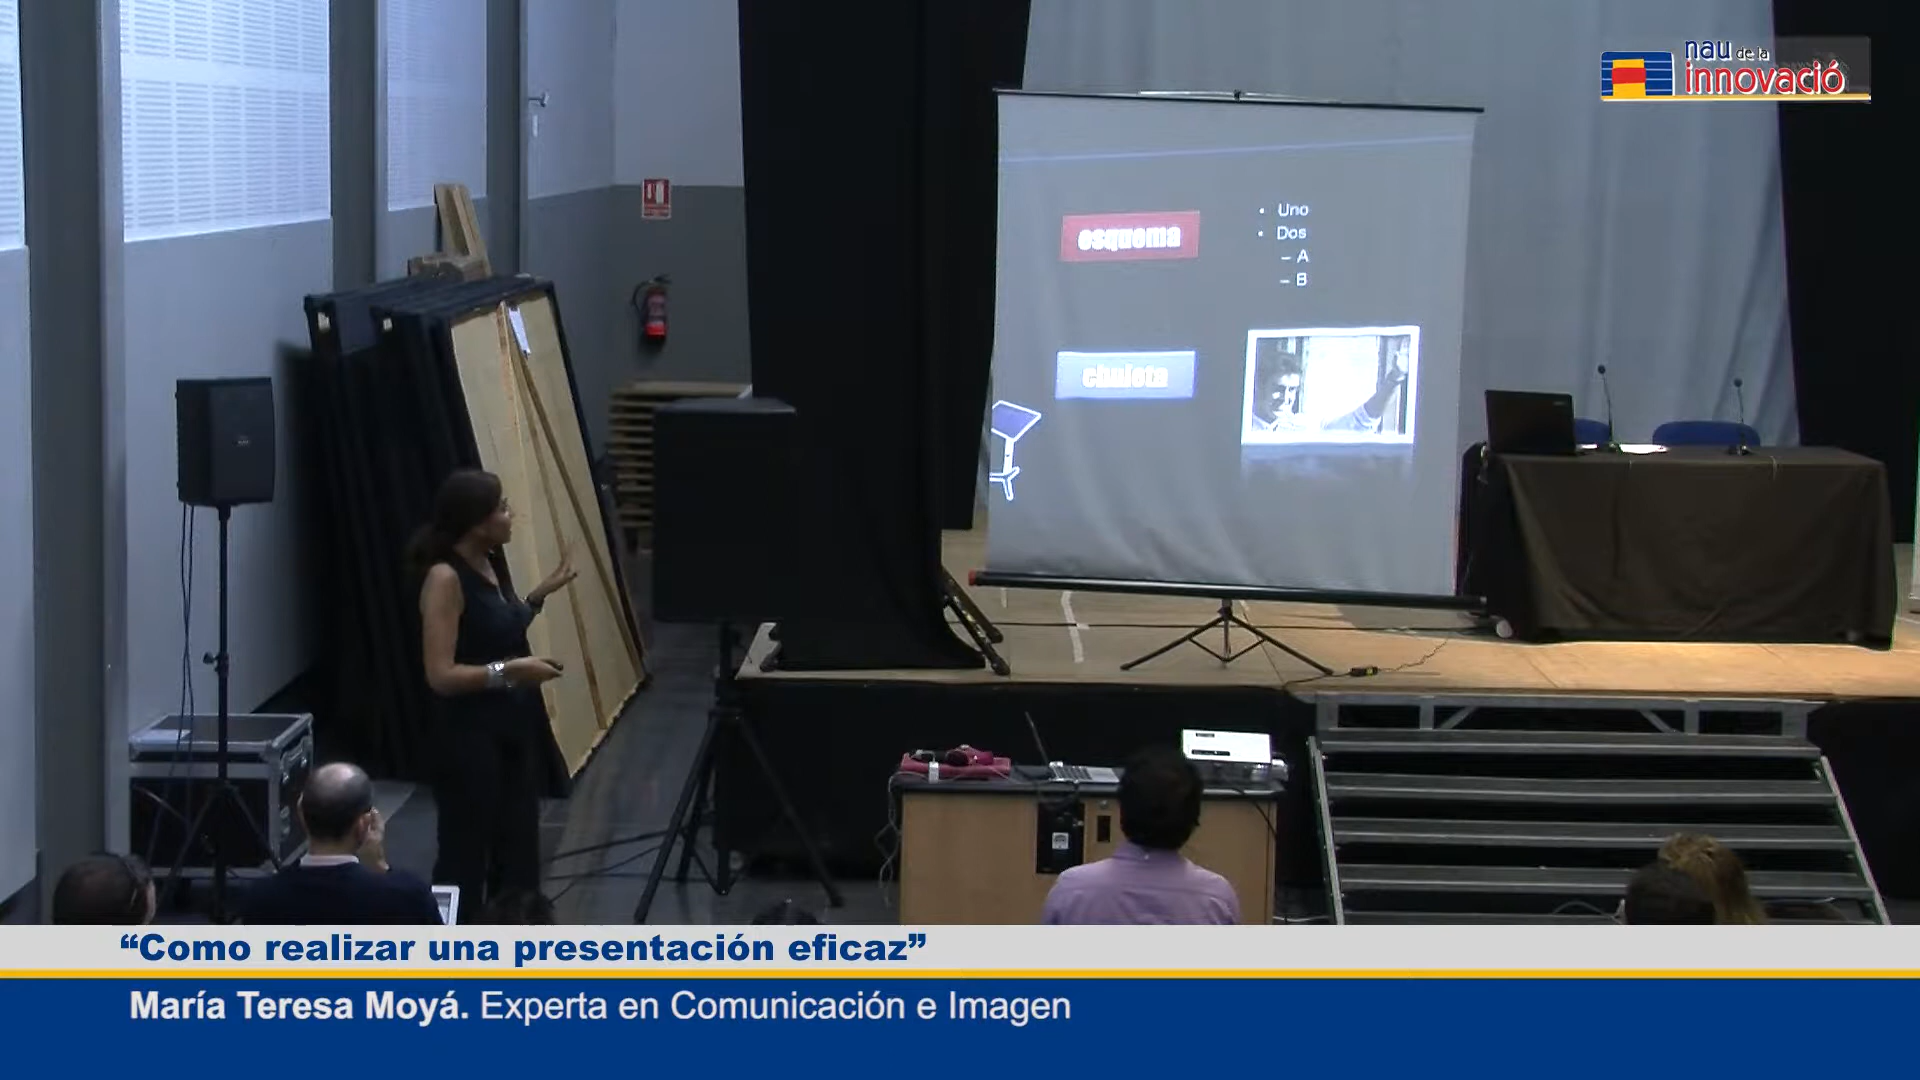 nau de la
innovació
esquema
• Uno
• Dos
– A
– B
chuleta
“Como realizar una presentación eficaz”
María Teresa Moyá. Experta en Comunicación e Imagen